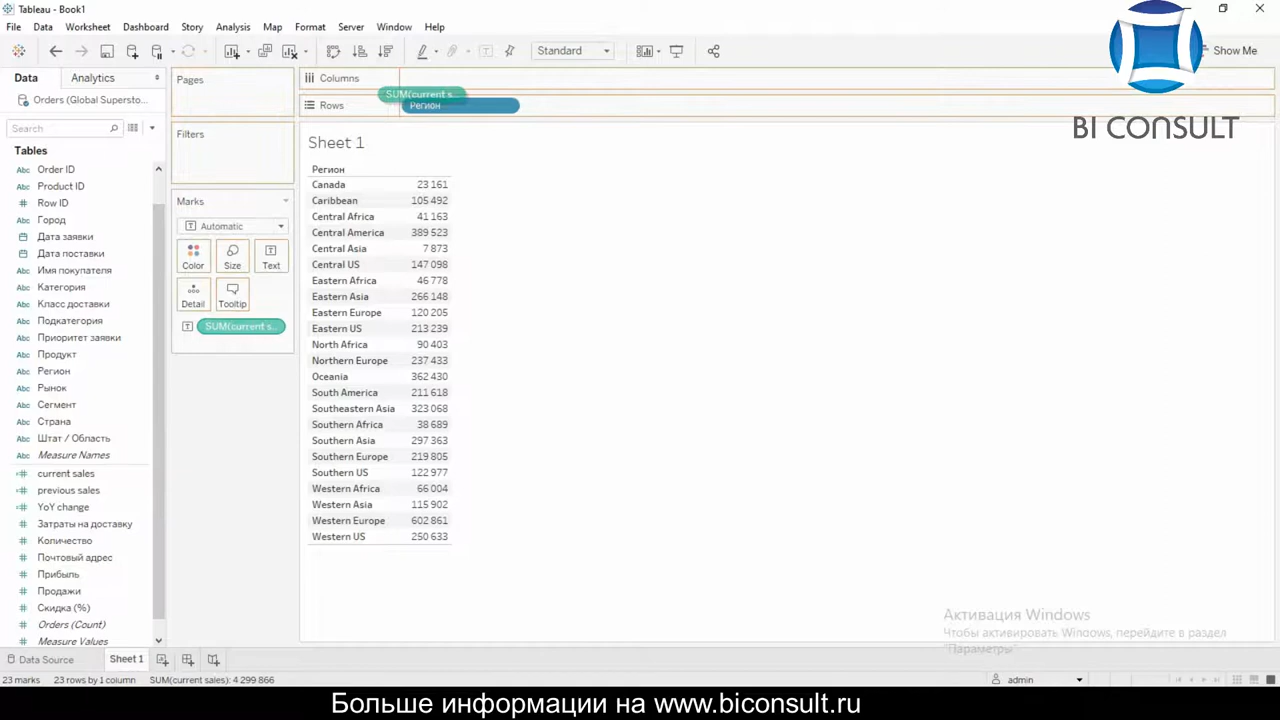 Tableau - Book1
File Data Worksheet Dashboard Story Analysis Map Format Server Window Help
Standard
Show Me
Data Analytics
Orders (Global Supersto...
Search
Tables
Order ID
Product ID
Row ID
Город
Дата заявки
Дата поставки
Имя покупателя
Категория
Класс доставки
Подкатегория
Приоритет заявки
Продукт
Регион
Рынок
Сегмент
Страна
Штат / Область
Measure Names
current sales
previous sales
YoY change
Затраты на доставку
Количество
Почтовый адрес
Прибыль
Продажи
Скидка (%)
Orders (Count)
Measure Values
Pages
Filters
Marks
Automatic
Color Size Text
Detail Tooltip
SUM(current s...
Columns
SUM(current s...
Rows Регион
BI CONSULT
Sheet 1
Регион
Canada 23 161
Caribbean 105 492
Central Africa 41 163
Central America 389 523
Central Asia 7 873
Central US 147 098
Eastern Africa 46 778
Eastern Asia 266 148
Eastern Europe 120 205
Eastern US 213 239
North Africa 90 403
Northern Europe 237 433
Oceania 362 430
South America 211 618
Southeastern Asia 323 068
Southern Africa 38 689
Southern Asia 297 363
Southern Europe 219 805
Southern US 122 977
Western Africa 66 004
Western Asia 115 902
Western Europe 602 861
Western US 250 633
Активация Windows
Чтобы активировать Windows, перейдите в раздел
"Параметры"
Data Source Sheet 1
23 marks 23 rows by 1 column SUM(current sales): 4 299 866
admin
Больше информации на www.biconsult.ru